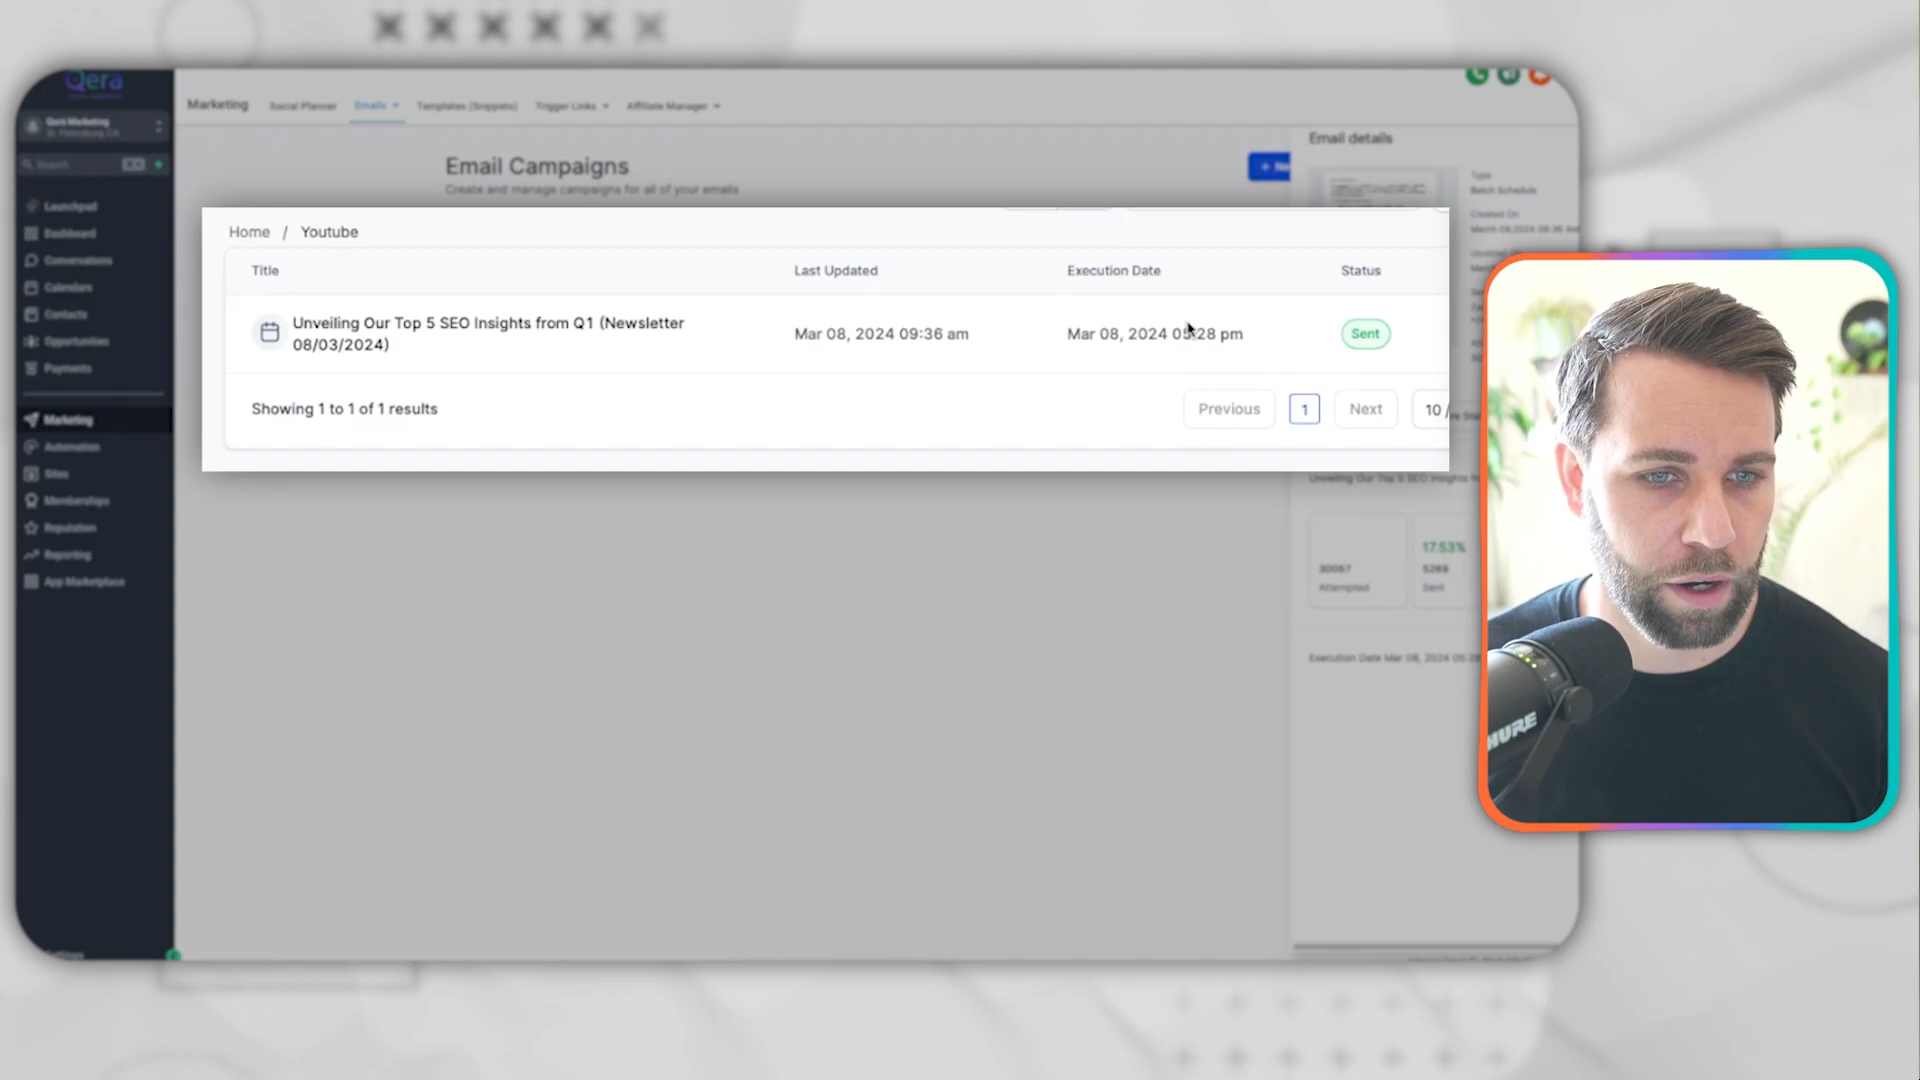 Qera
Qera Marketing
St. Petersburg, CA
Search
Launchpad
Dashboard
Conversations
Calendars
Contacts
Opportunities
Payments
Marketing
Automation
Sites
Memberships
Reputation
Reporting
App Marketplace
Marketing
Social Planner
Emails
Templates (Snippets)
Trigger Links
Affiliate Manager
Email Campaigns
Create and manage campaigns for all of your emails
+ Ne
Home / Youtube
Title
Last Updated
Execution Date
Status
Unveiling Our Top 5 SEO Insights from Q1 (Newsletter
08/03/2024)
Mar 08, 2024 09:36 am
Mar 08, 2024 05:28 pm
Sent
Showing 1 to 1 of 1 results
Previous
1
Next
10 /
Email details
Type
Batch Schedule
Created On
March 08,2024 08:36 AM
Unveiling Our Top 5 SEO Insights
30057
Attempted
17.53%
5269
Sent
Execution Date Mar 08, 2024 05:28
HURE